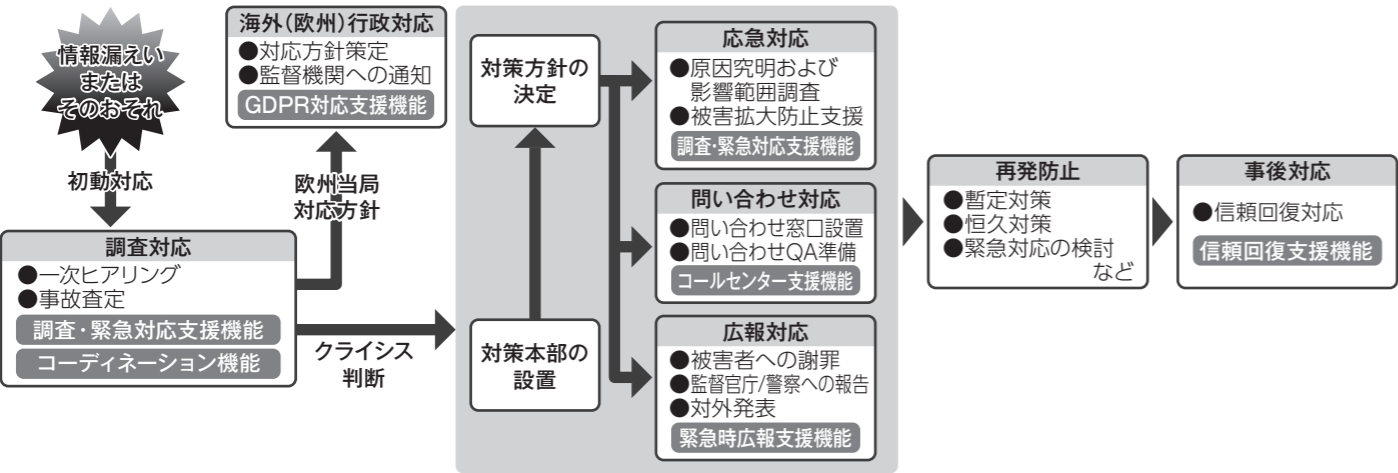 情報漏えい
または
そのおそれ
初動対応
調査対応
●一次ヒアリング
●事故査定
調査・緊急対応支援機能
コーディネーション機能
海外(欧州)行政対応
●対応方針策定
●監督機関への通知
GDPR対応支援機能
欧州当局
対応方針
クライシス
判断
対策本部の
設置
対策方針の
決定
応急対応
●原因究明および
影響範囲調査
●被害拡大防止支援
調査・緊急対応支援機能
問い合わせ対応
●問い合わせ窓口設置
●問い合わせQA準備
コールセンター支援機能
広報対応
●被害者への謝罪
●監督官庁/警察への報告
●対外発表
緊急時広報支援機能
再発防止
●暫定対策
●恒久対策
●緊急対応の検討
など
事後対応
●信頼回復対応
信頼回復支援機能